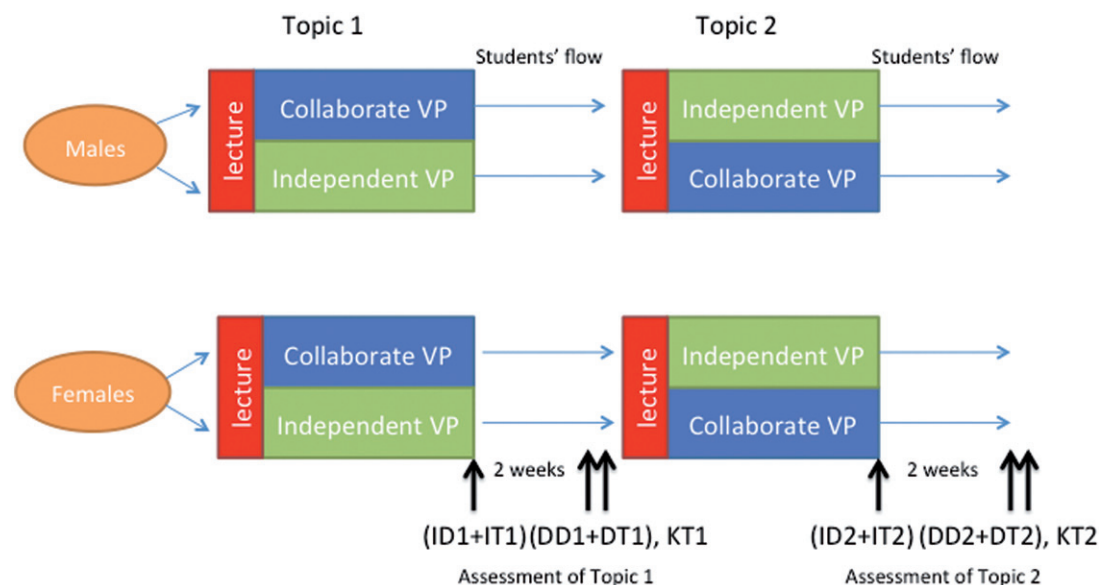 Topic 1
Topic 2
Students' flow
Students' flow
Males
lecture
Collaborate VP
Independent VP
lecture
Independent VP
Collaborate VP
Females
lecture
Collaborate VP
Independent VP
lecture
Independent VP
Collaborate VP
2 weeks
2 weeks
(ID1+IT1) (DD1+DT1), KT1
(ID2+IT2) (DD2+DT2), KT2
Assessment of Topic 1
Assessment of Topic 2